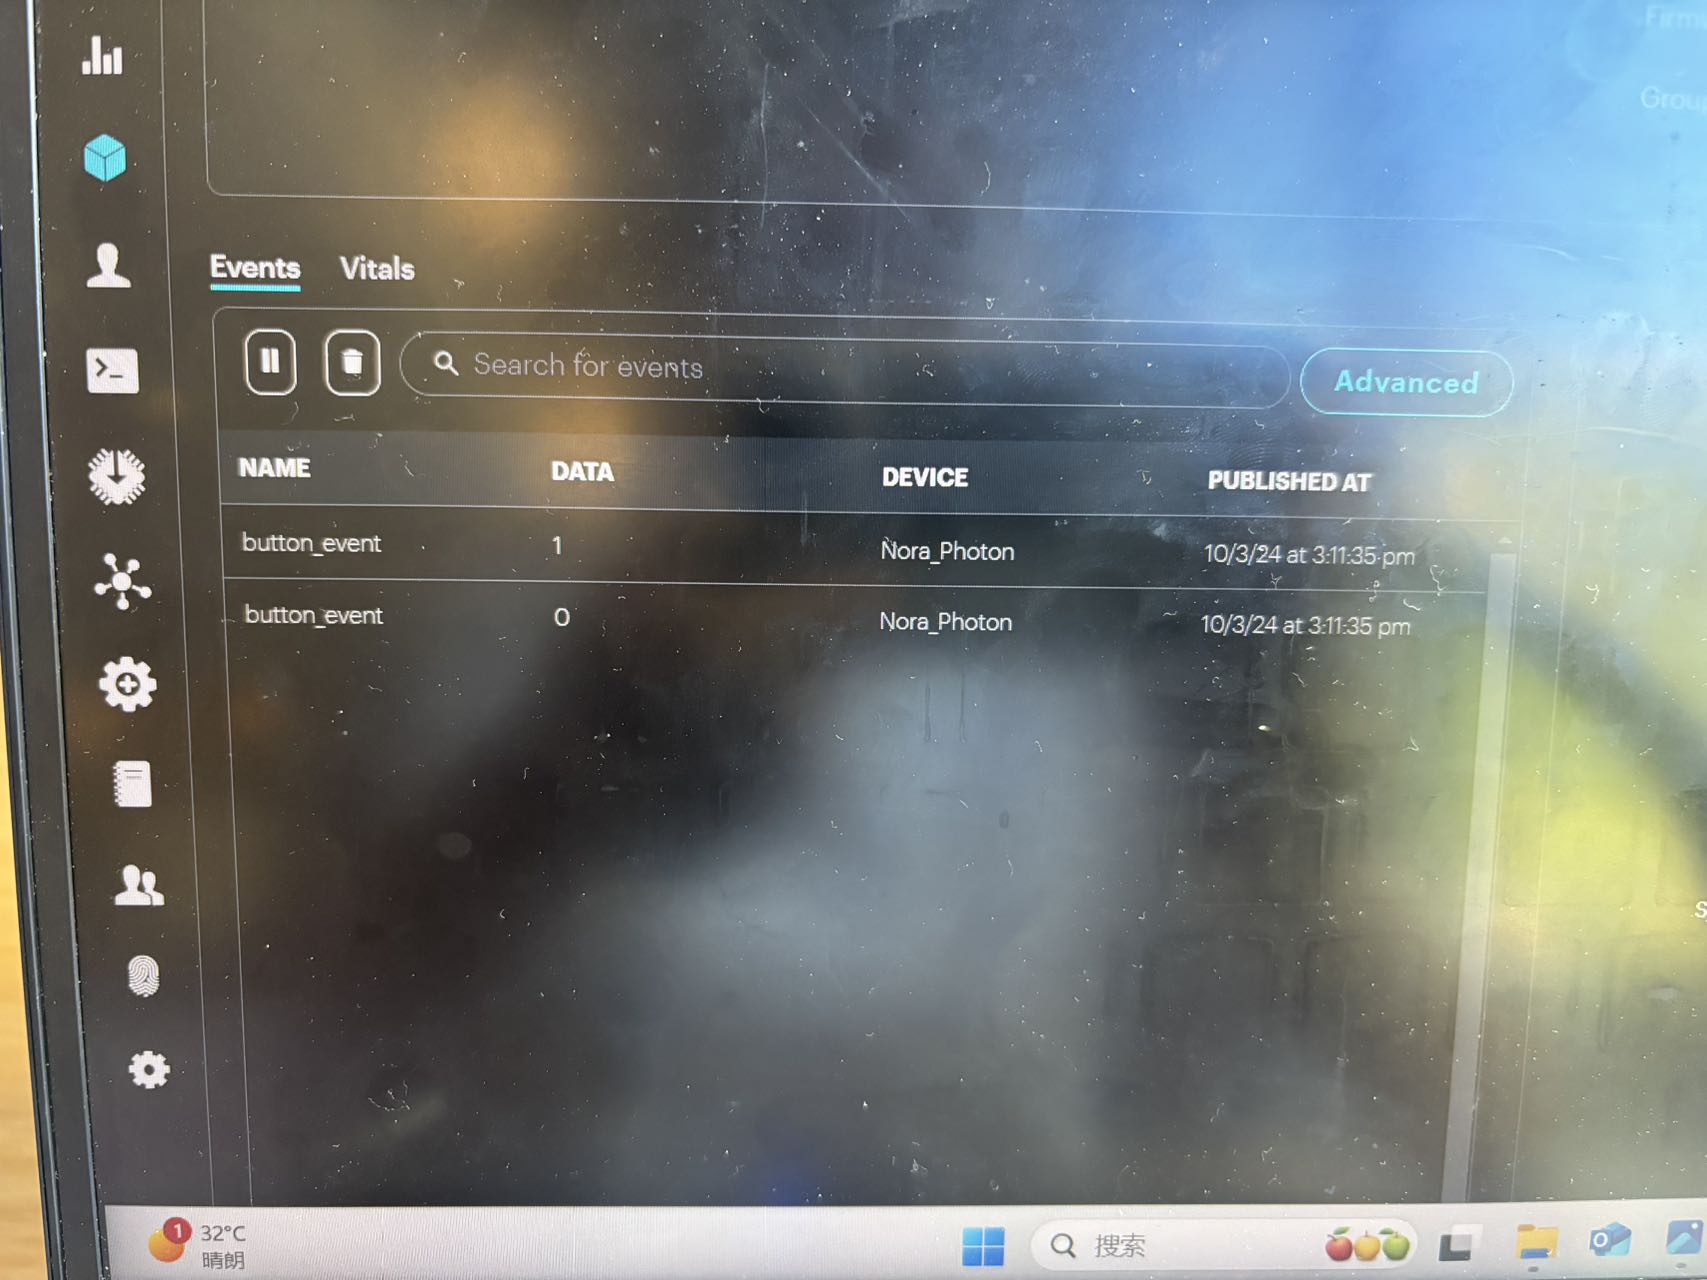 Firm
Grou
Events Vitals
Search for events
Advanced
NAME DATA DEVICE PUBLISHED AT
button_event 1 Nora_Photon 10/3/24 at 3:11:35 pm
button_event 0 Nora_Photon 10/3/24 at 3:11:35 pm
s
1
32°C
晴朗
搜索